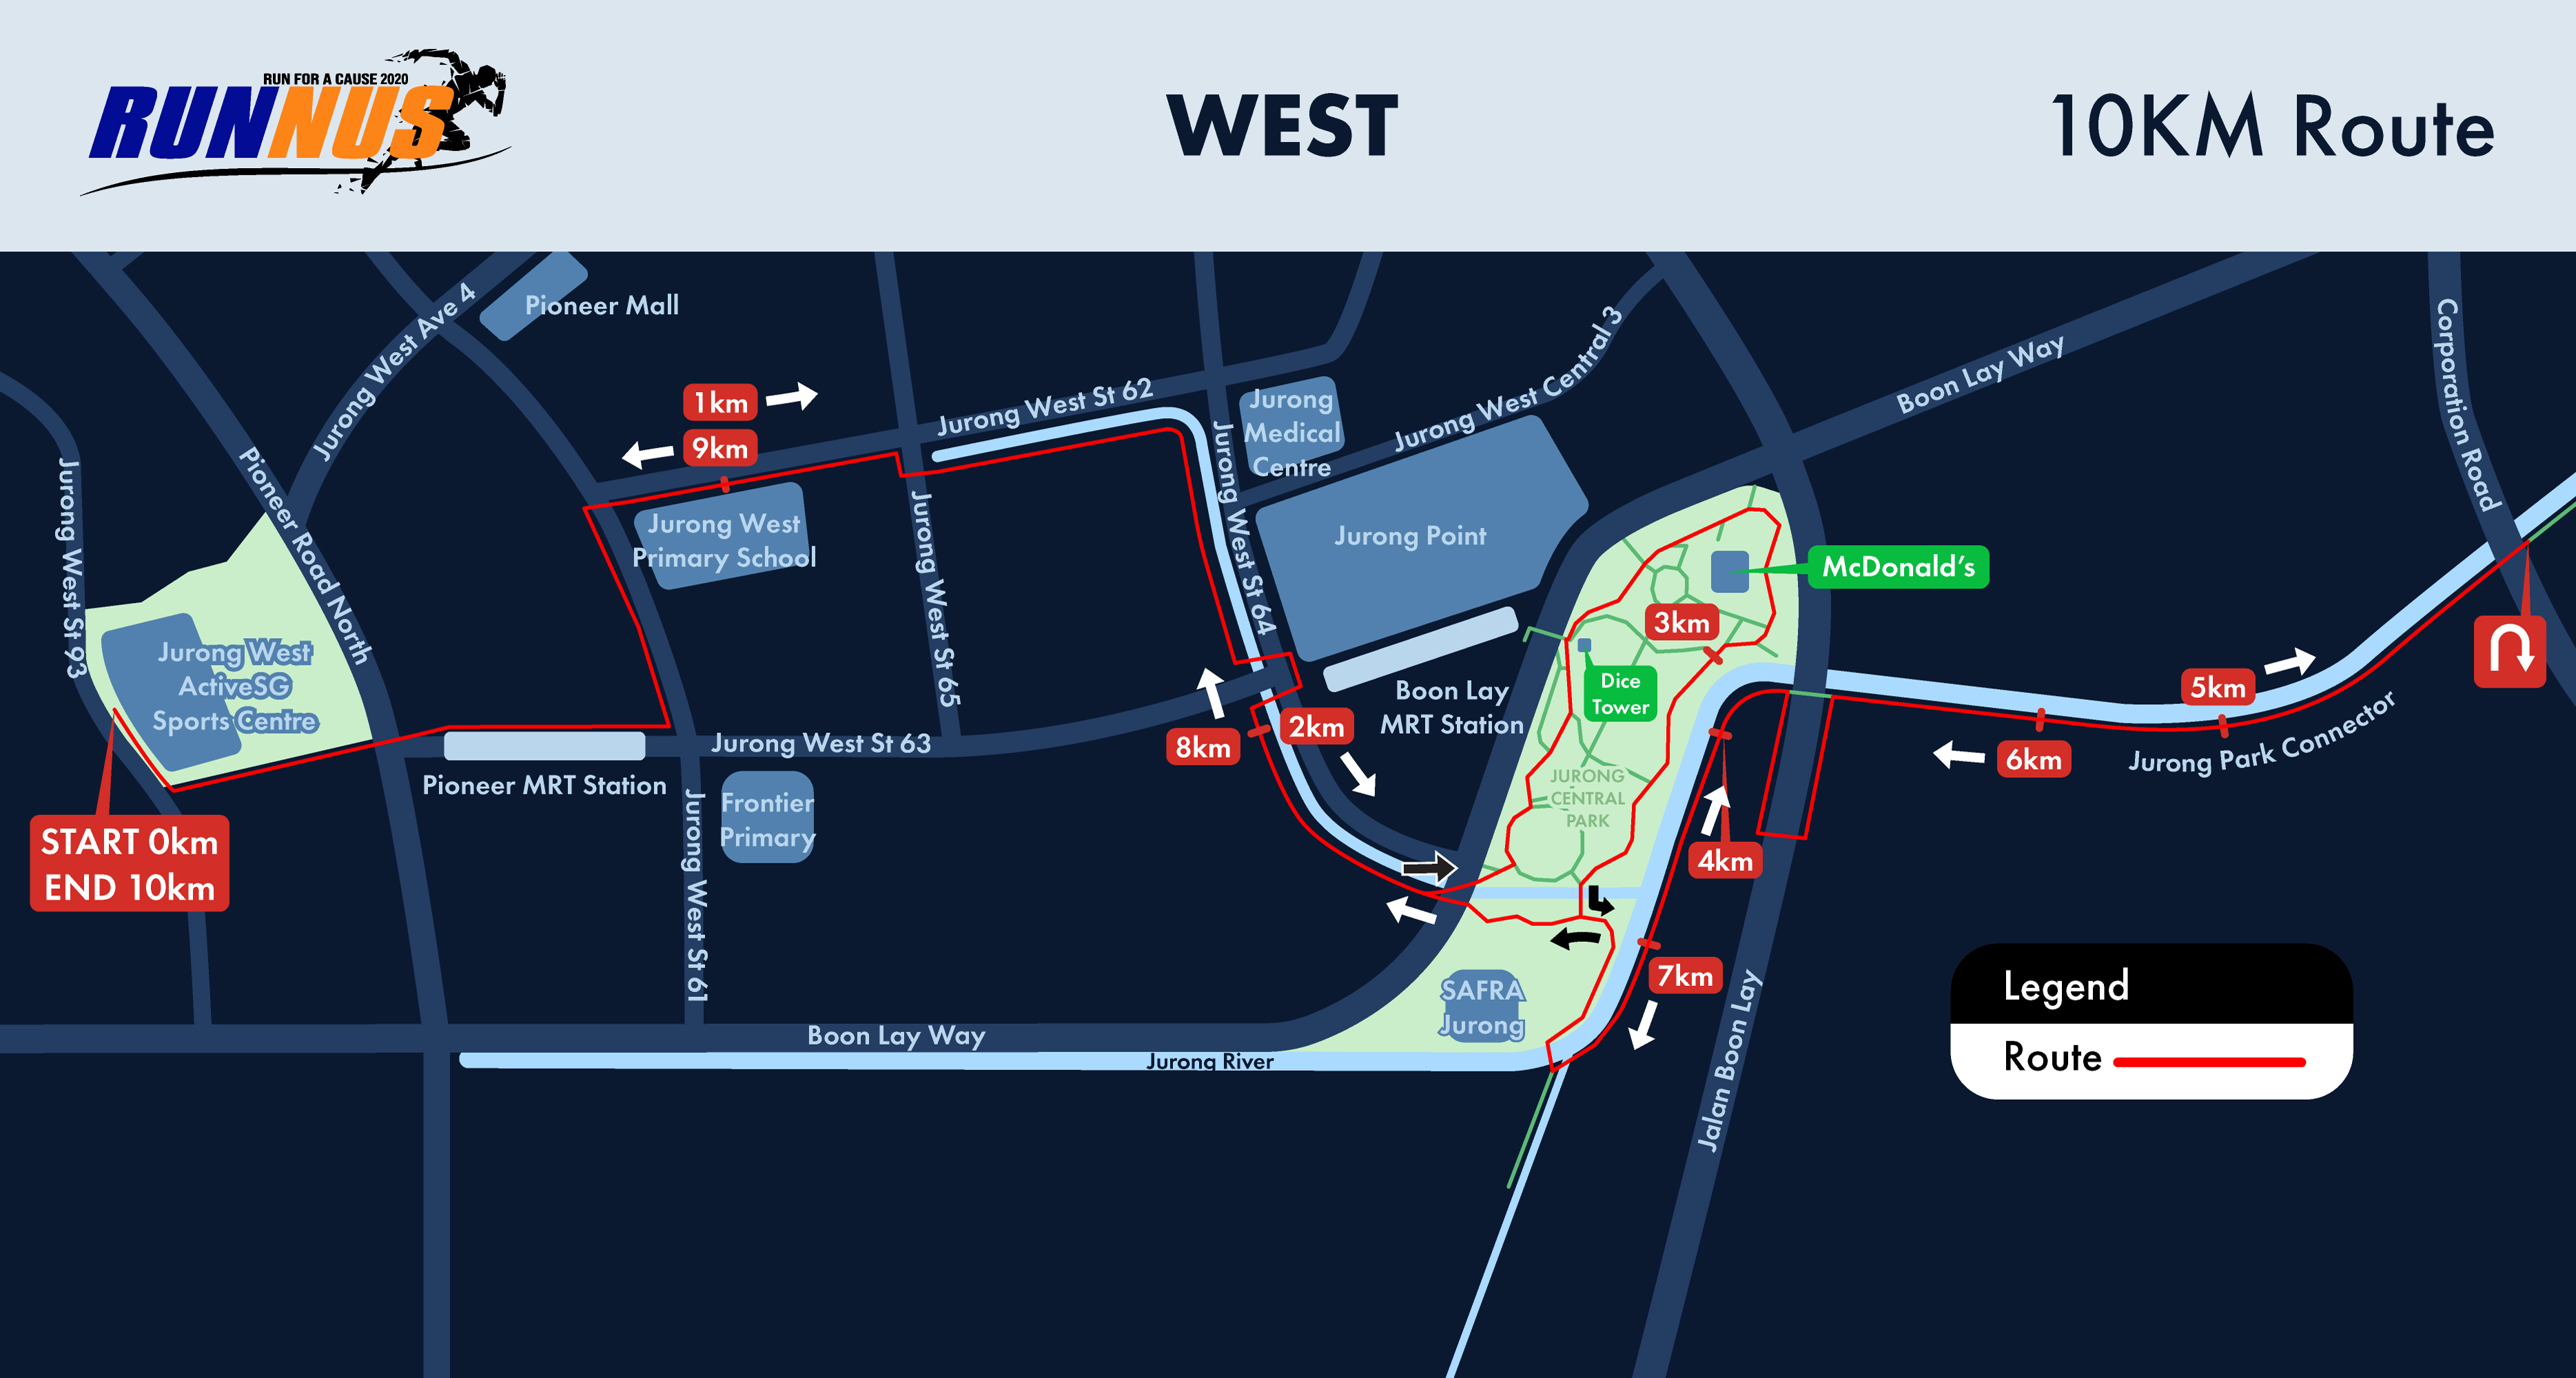 RUN FOR A CAUSE 2020
RUNNUS
WEST
10KM Route
Pioneer Mall
Jurong West Ave 4
Pioneer Road North
Jurong West St 93
Jurong West
ActiveSG
Sports Centre
START 0km
END 10km
1km
9km
Jurong West
Primary School
Jurong West St 62
Jurong West St 65
Jurong West St 64
Jurong
Medical
Centre
Jurong West Central 3
Jurong Point
Boon Lay Way
Corporation Road
McDonald's
3km
Dice
Tower
Boon Lay
MRT Station
2km
8km
Jurong West St 63
Pioneer MRT Station
Frontier
Primary
Jurong West St 61
JURONG
CENTRAL
PARK
4km
5km
6km
Jurong Park Connector
7km
SAFRA
Jurong
Jalan Boon Lay
Boon Lay Way
Jurong River
Legend
Route